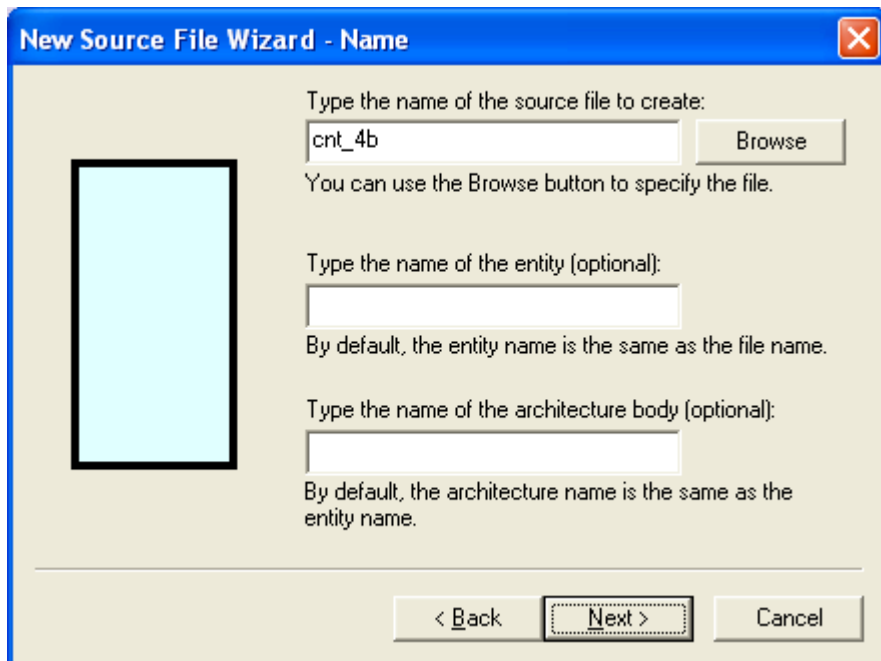 New Source File Wizard - Name
Type the name of the source file to create:
cnt_4b
Browse
You can use the Browse button to specify the file.
Type the name of the entity (optional):
By default, the entity name is the same as the file name.
Type the name of the architecture body (optional):
By default, the architecture name is the same as the
entity name.
< Back
Next >
Cancel